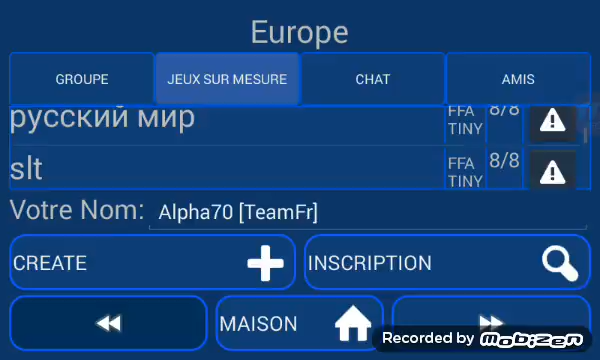 Europe
GROUPE JEUX SUR MESURE CHAT AMIS
русский мир FFA TINY 8/8
slt FFA TINY 8/8
Votre Nom: Alpha70 [TeamFr]
CREATE INSCRIPTION
MAISON
Recorded by Mobizen